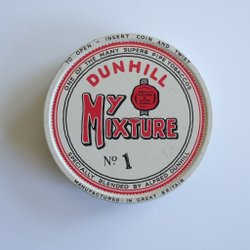 TO OPEN - INSERT COIN AND TWIST
ONE OF THE MANY SUPERB PIPE TOBACCOS
DUNHILL
MY
MIXTURE
Nº 1
SPECIALLY BLENDED BY ALFRED DUNHILL
MANUFACTURED IN GREAT BRITAIN